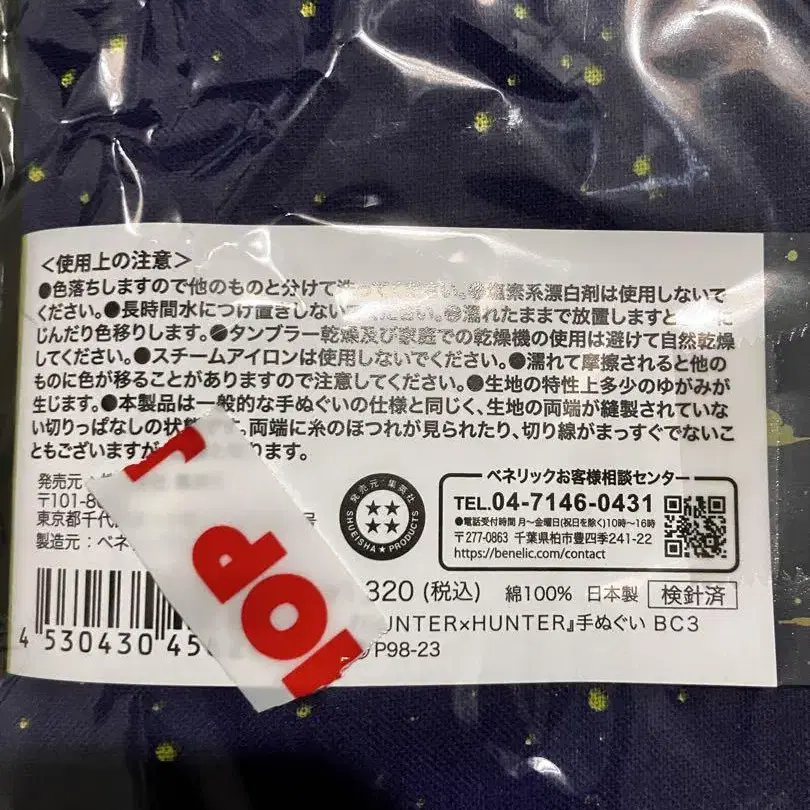 ＜使用上の注意＞
●色落ちしますので他のものと分けて洗ってください。●塩素系漂白剤は使用しないで
ください。●長時間水につけ置きしないでください。●濡れたままで放置しますと
じんだり色移りします。●タンブラー乾燥及び家庭での乾燥機の使用は避けて自然乾燥
してください。●スチームアイロンは使用しないでください。●濡れて摩擦されると他の
ものに色が移ることがありますので注意してください。●生地の特性上多少のゆがみが
生じます。●本製品は一般的な手ぬぐいの仕様と同じく、生地の両端が縫製されていな
い切りっぱなしの状態です。両端に糸のほつれが見られたり、切り線がまっすぐでないこ
ともございますが
発売元：
〒101-8
東京都千代
号
製造元：ベネ
発売元：集英社
SHUEISHA★PRODUCTS
ベネリックお客様相談センター
TEL.04-7146-0431
●電話受付時間 月～金曜日(祝日を除く)10時～16時
〒277-0863 千葉県柏市豊四季241-22
https://benelic.com/contact
320 (税込) 綿100% 日本製 検針済
UNTER×HUNTER』手ぬぐい BC3
P98-23
4 530430 45